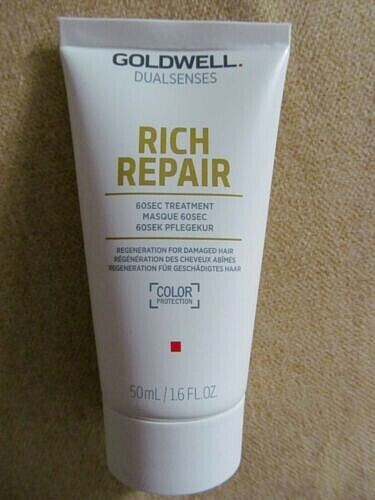 GOLDWELL.
DUALSENSES
RICH
REPAIR
60SEC TREATMENT
MASQUE 60SEC
60SEK PFLEGEKUR
REGENERATION FOR DAMAGED HAIR
RÉGÉNÉRATION DES CHEVEUX ABÎMÉS
REGENERATION FÜR GESCHÄDIGTES HAAR
COLOR
PROTECTION
50mL / 1.6 FL.OZ.